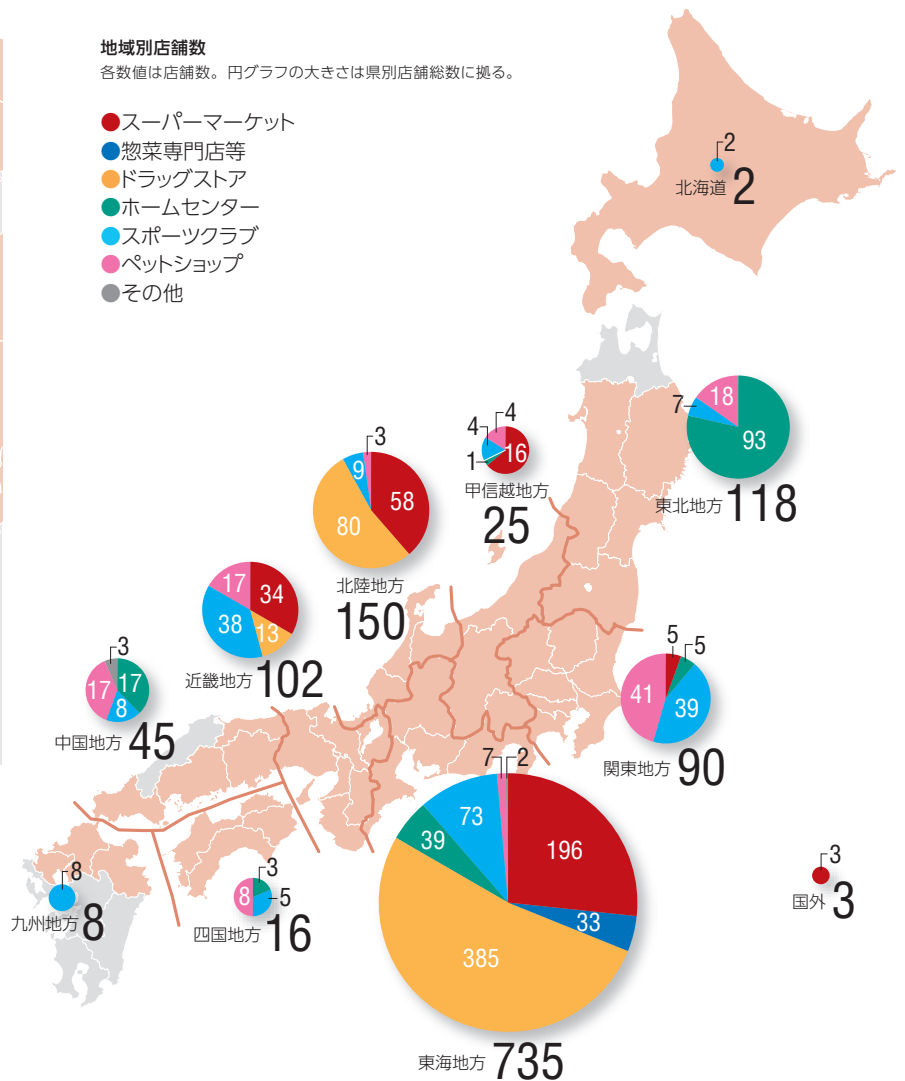 地域別店舗数
各数値は店舗数。円グラフの大きさは県別店舗総数に拠る。
スーパーマーケット
惣菜専門店等
ドラッグストア
ホームセンター
スポーツクラブ
ペットショップ
その他
2
北海道 2
18
7
93
東北地方 118
4
4
1
16
甲信越地方
25
3
9
58
80
北陸地方
150
17
34
38
13
近畿地方 102
3
17
17
8
中国地方 45
5
5
41
39
関東地方 90
7
2
73
39
196
33
385
東海地方 735
8
九州地方 8
3
8
5
四国地方 16
3
国外 3